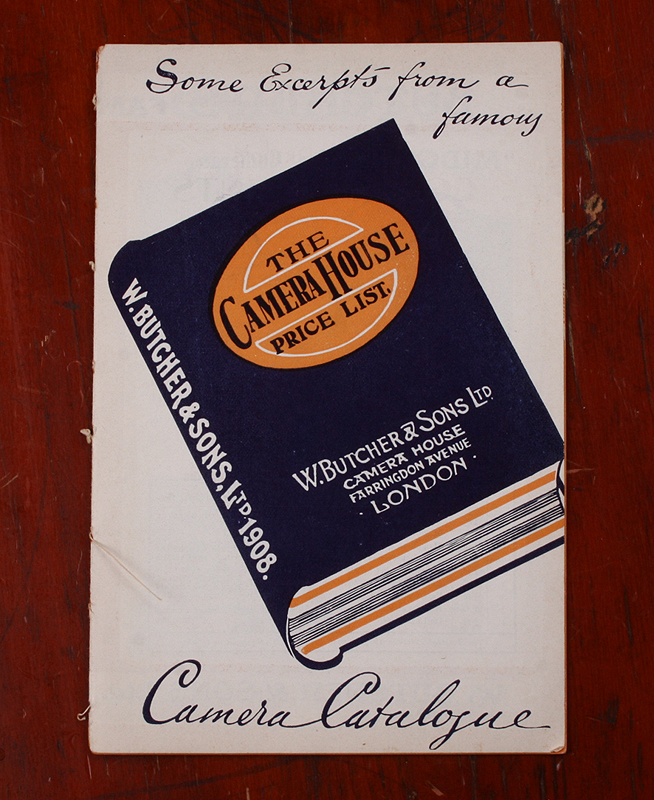 Some Excerpts from a
famous
THE
CAMERA HOUSE
PRICE LIST.
W. BUTCHER & SONS, LTD. 1908.
W. BUTCHER & SONS LTD
CAMERA HOUSE
FARRINGDON AVENUE
· LONDON ·
Camera Catalogue